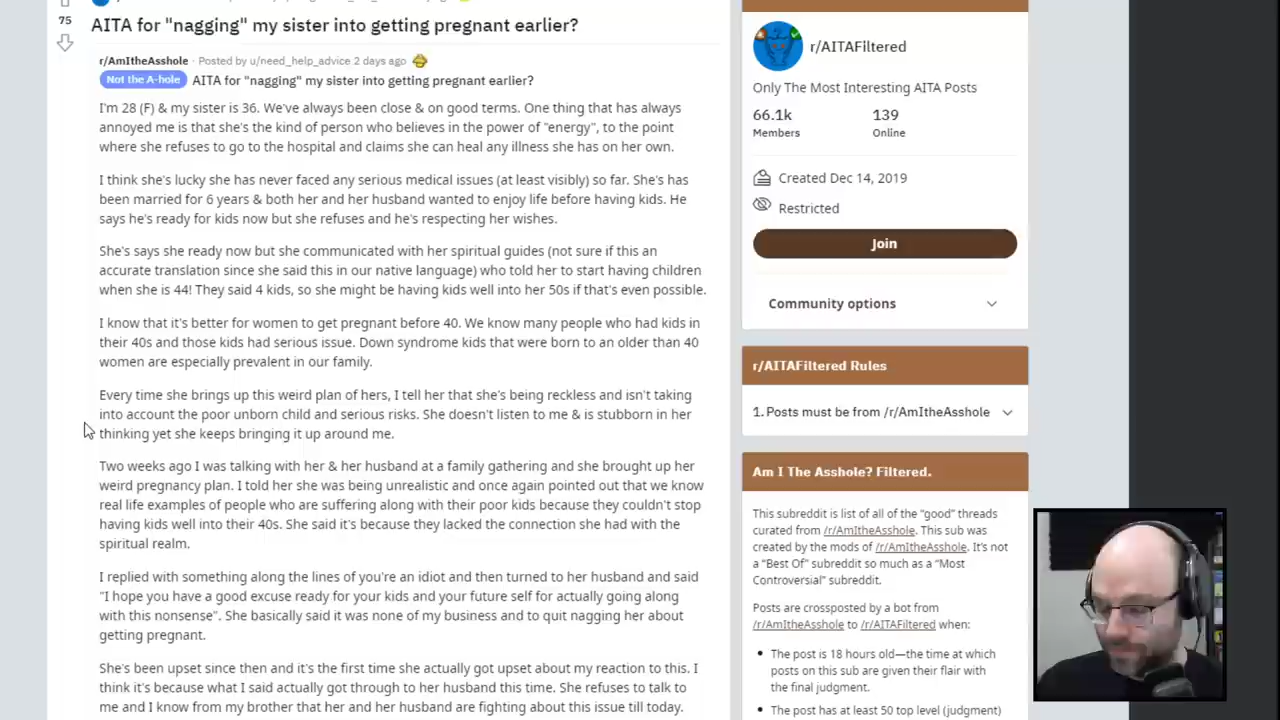 75
AITA for "nagging" my sister into getting pregnant earlier?
r/AmItheAsshole · Posted by u/need_help_advice 2 days ago
Not the A-hole AITA for "nagging" my sister into getting pregnant earlier?
I'm 28 (F) & my sister is 36. We've always been close & on good terms. One thing that has always
annoyed me is that she's the kind of person who believes in the power of "energy", to the point
where she refuses to go to the hospital and claims she can heal any illness she has on her own.
I think she's lucky she has never faced any serious medical issues (at least visibly) so far. She's has
been married for 6 years & both her and her husband wanted to enjoy life before having kids. He
says he's ready for kids now but she refuses and he's respecting her wishes.
She's says she ready now but she communicated with her spiritual guides (not sure if this an
accurate translation since she said this in our native language) who told her to start having children
when she is 44! They said 4 kids, so she might be having kids well into her 50s if that's even possible.
I know that it's better for women to get pregnant before 40. We know many people who had kids in
their 40s and those kids had serious issue. Down syndrome kids that were born to an older than 40
women are especially prevalent in our family.
Every time she brings up this weird plan of hers, I tell her that she's being reckless and isn't taking
into account the poor unborn child and serious risks. She doesn't listen to me & is stubborn in her
thinking yet she keeps bringing it up around me.
Two weeks ago I was talking with her & her husband at a family gathering and she brought up her
weird pregnancy plan. I told her she was being unrealistic and once again pointed out that we know
real life examples of people who are suffering along with their poor kids because they couldn't stop
having kids well into their 40s. She said it's because they lacked the connection she had with the
spiritual realm.
I replied with something along the lines of you're an idiot and then turned to her husband and said
"I hope you have a good excuse ready for your kids and your future self for actually going along
with this nonsense". She basically said it was none of my business and to quit nagging her about
getting pregnant.
She's been upset since then and it's the first time she actually got upset about my reaction to this. I
think it's because what I said actually got through to her husband this time. She refuses to talk to
me and I know from my brother that her and her husband are fighting about this issue till today.
r/AITAFiltered
Only The Most Interesting AITA Posts
66.1k 139
Members Online
Created Dec 14, 2019
Restricted
Join
Community options
r/AITAFiltered Rules
1. Posts must be from /r/AmItheAsshole
Am I The Asshole? Filtered.
This subreddit is list of all of the "good" threads
curated from /r/AmItheAsshole. This sub was
created by the mods of /r/AmItheAsshole. It's not
a "Best Of" subreddit so much as a "Most
Controversial" subreddit.
Posts are crossposted by a bot from
/r/AmItheAsshole to /r/AITAFiltered when:
• The post is 18 hours old—the time at which
posts on this sub are given their flair with
the final judgment.
• The post has at least 50 top level (judgment)